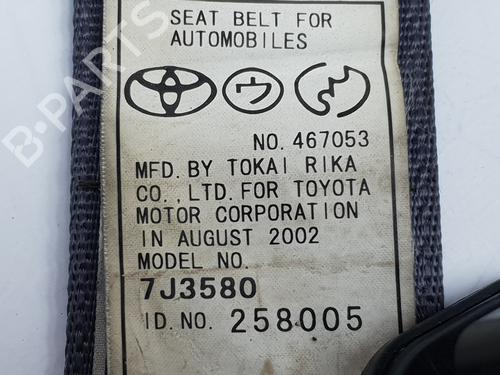 SEAT BELT FOR
AUTOMOBILES
ウ
NO. 467053
MFD. BY TOKAI RIKA
CO., LTD. FOR TOYOTA
MOTOR CORPORATION
IN AUGUST 2002
MODEL NO.
7J3580
ID. NO. 258005
B-PARTS